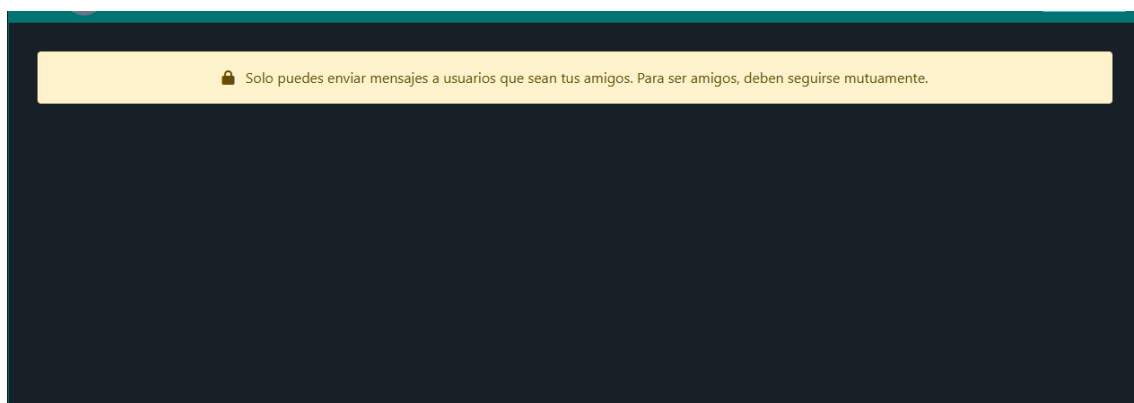 Solo puedes enviar mensajes a usuarios que sean tus amigos. Para ser amigos, deben seguirse mutuamente.